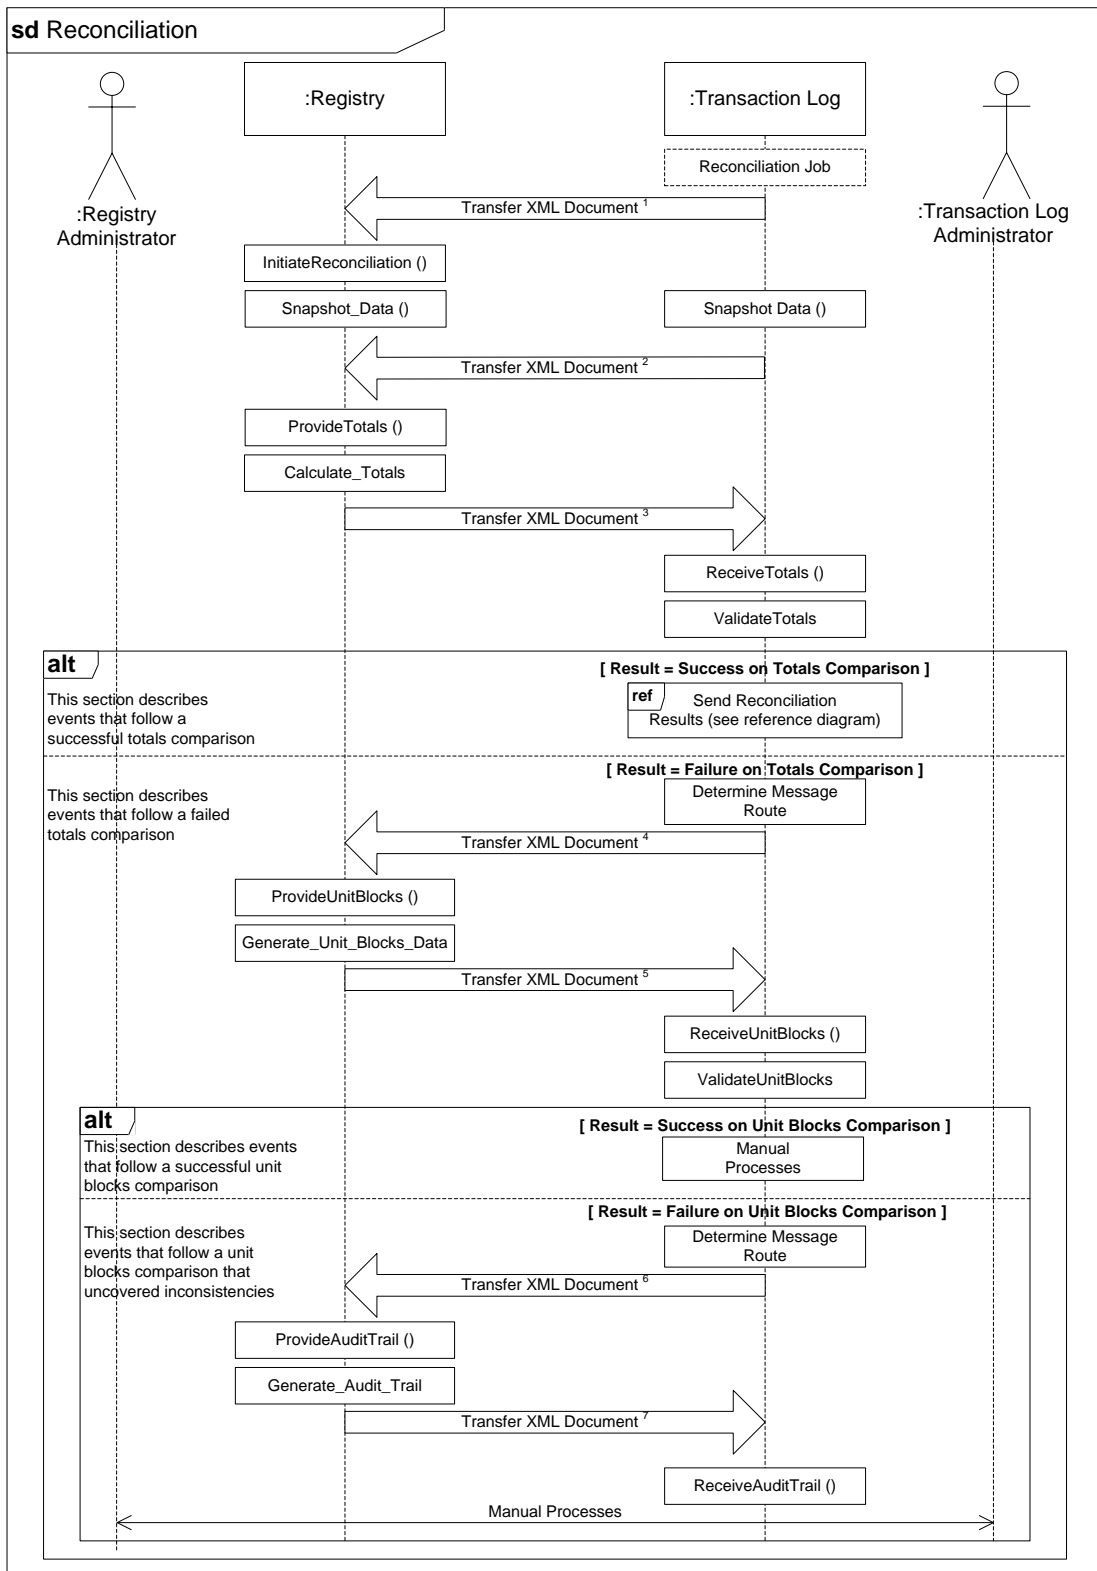 sd Reconciliation
:Registry
:Transaction Log
Reconciliation Job
:Registry
Administrator
:Transaction Log
Administrator
Transfer XML Document 1
InitiateReconciliation ()
Snapshot_Data ()
Snapshot Data ()
Transfer XML Document 2
ProvideTotals ()
Calculate_Totals
Transfer XML Document 3
ReceiveTotals ()
ValidateTotals
alt
[ Result = Success on Totals Comparison ]
This section describes
events that follow a
successful totals comparison
ref
Send Reconciliation
Results (see reference diagram)
[ Result = Failure on Totals Comparison ]
This section describes
events that follow a failed
totals comparison
Determine Message
Route
Transfer XML Document 4
ProvideUnitBlocks ()
Generate_Unit_Blocks_Data
Transfer XML Document 5
ReceiveUnitBlocks ()
ValidateUnitBlocks
alt
[ Result = Success on Unit Blocks Comparison ]
This section describes events
that follow a successful unit
blocks comparison
Manual
Processes
[ Result = Failure on Unit Blocks Comparison ]
This section describes
events that follow a unit
blocks comparison that
uncovered inconsistencies
Determine Message
Route
Transfer XML Document 6
ProvideAuditTrail ()
Generate_Audit_Trail
Transfer XML Document 7
ReceiveAuditTrail ()
Manual Processes